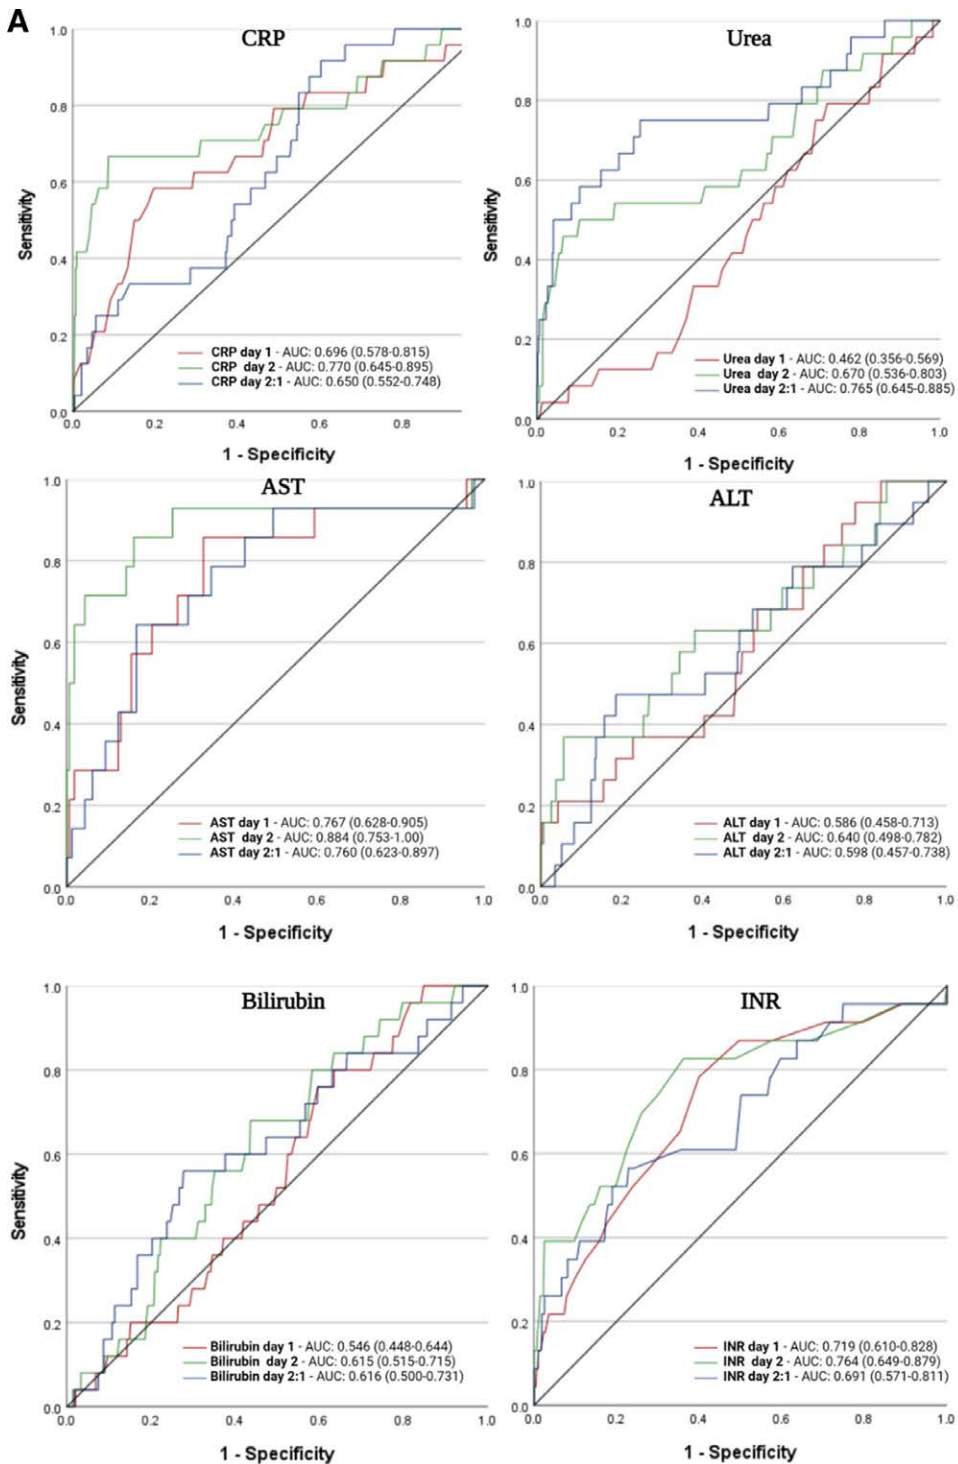 A
CRP
1.0
0.8
0.6
0.4
0.2
0.0
Sensitivity
CRP day 1 - AUC: 0.696 (0.578-0.815)
CRP day 2 - AUC: 0.770 (0.645-0.895)
CRP day 2:1 - AUC: 0.650 (0.552-0.748)
0.0 0.2 0.4 0.6 0.8
1 - Specificity
Urea
1.0
0.8
0.6
0.4
0.2
0.0
Sensitivity
Urea day 1 - AUC: 0.462 (0.356-0.569)
Urea day 2 - AUC: 0.670 (0.536-0.803)
Urea day 2:1 - AUC: 0.765 (0.645-0.885)
0.0 0.2 0.4 0.6 0.8 1.0
1 - Specificity
AST
1.0
0.8
0.6
0.4
0.2
0.0
Sensitivity
AST day 1 - AUC: 0.767 (0.628-0.905)
AST day 2 - AUC: 0.884 (0.753-1.00)
AST day 2:1 - AUC: 0.760 (0.623-0.897)
0.0 0.2 0.4 0.6 0.8 1.0
1 - Specificity
ALT
1.0
0.8
0.6
0.4
0.2
0.0
ALT day 1 - AUC: 0.586 (0.458-0.713)
ALT day 2 - AUC: 0.640 (0.498-0.782)
ALT day 2:1 - AUC: 0.598 (0.457-0.738)
0.0 0.2 0.4 0.6 0.8 1.0
1 - Specificity
Bilirubin
1.0
0.8
0.6
0.4
0.2
0.0
Sensitivity
Bilirubin day 1 - AUC: 0.546 (0.448-0.644)
Bilirubin day 2 - AUC: 0.615 (0.515-0.715)
Bilirubin day 2:1 - AUC: 0.616 (0.500-0.731)
0.0 0.2 0.4 0.6 0.8 1.0
1 - Specificity
INR
1.0
0.8
0.6
0.4
0.2
0.0
INR day 1 - AUC: 0.719 (0.610-0.828)
INR day 2 - AUC: 0.764 (0.649-0.879)
INR day 2:1 - AUC: 0.691 (0.571-0.811)
0.0 0.2 0.4 0.6 0.8 1.0
1 - Specificity